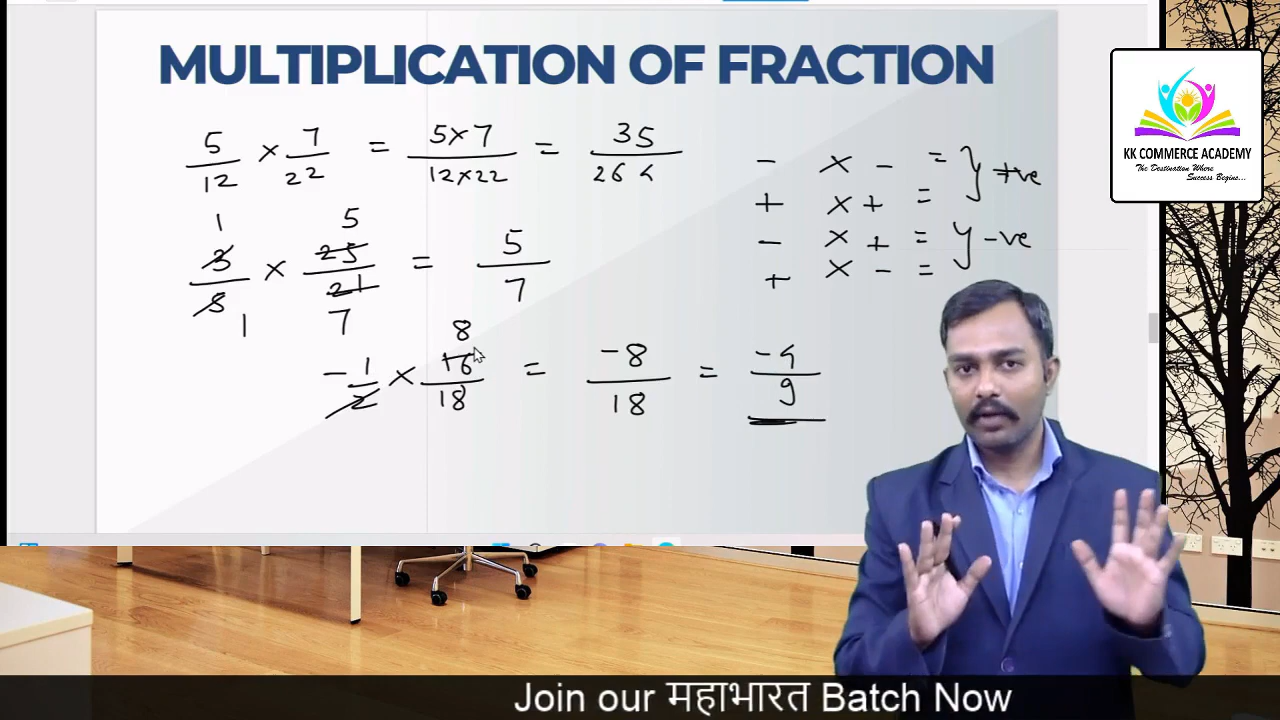 MULTIPLICATION OF FRACTION
KK COMMERCE ACADEMY
The Destination Where
Success Begins...
5/12 × 7/22 = 5×7/12×22 = 35/264
- × - = } +ve
+ × + =
- × + = } -ve
+ × - =
1 5
3/5 × 25/21 = 5/7
1 7
8
-1/2 × 16/18 = -8/18 = -4/9
Join our महाभारत Batch Now